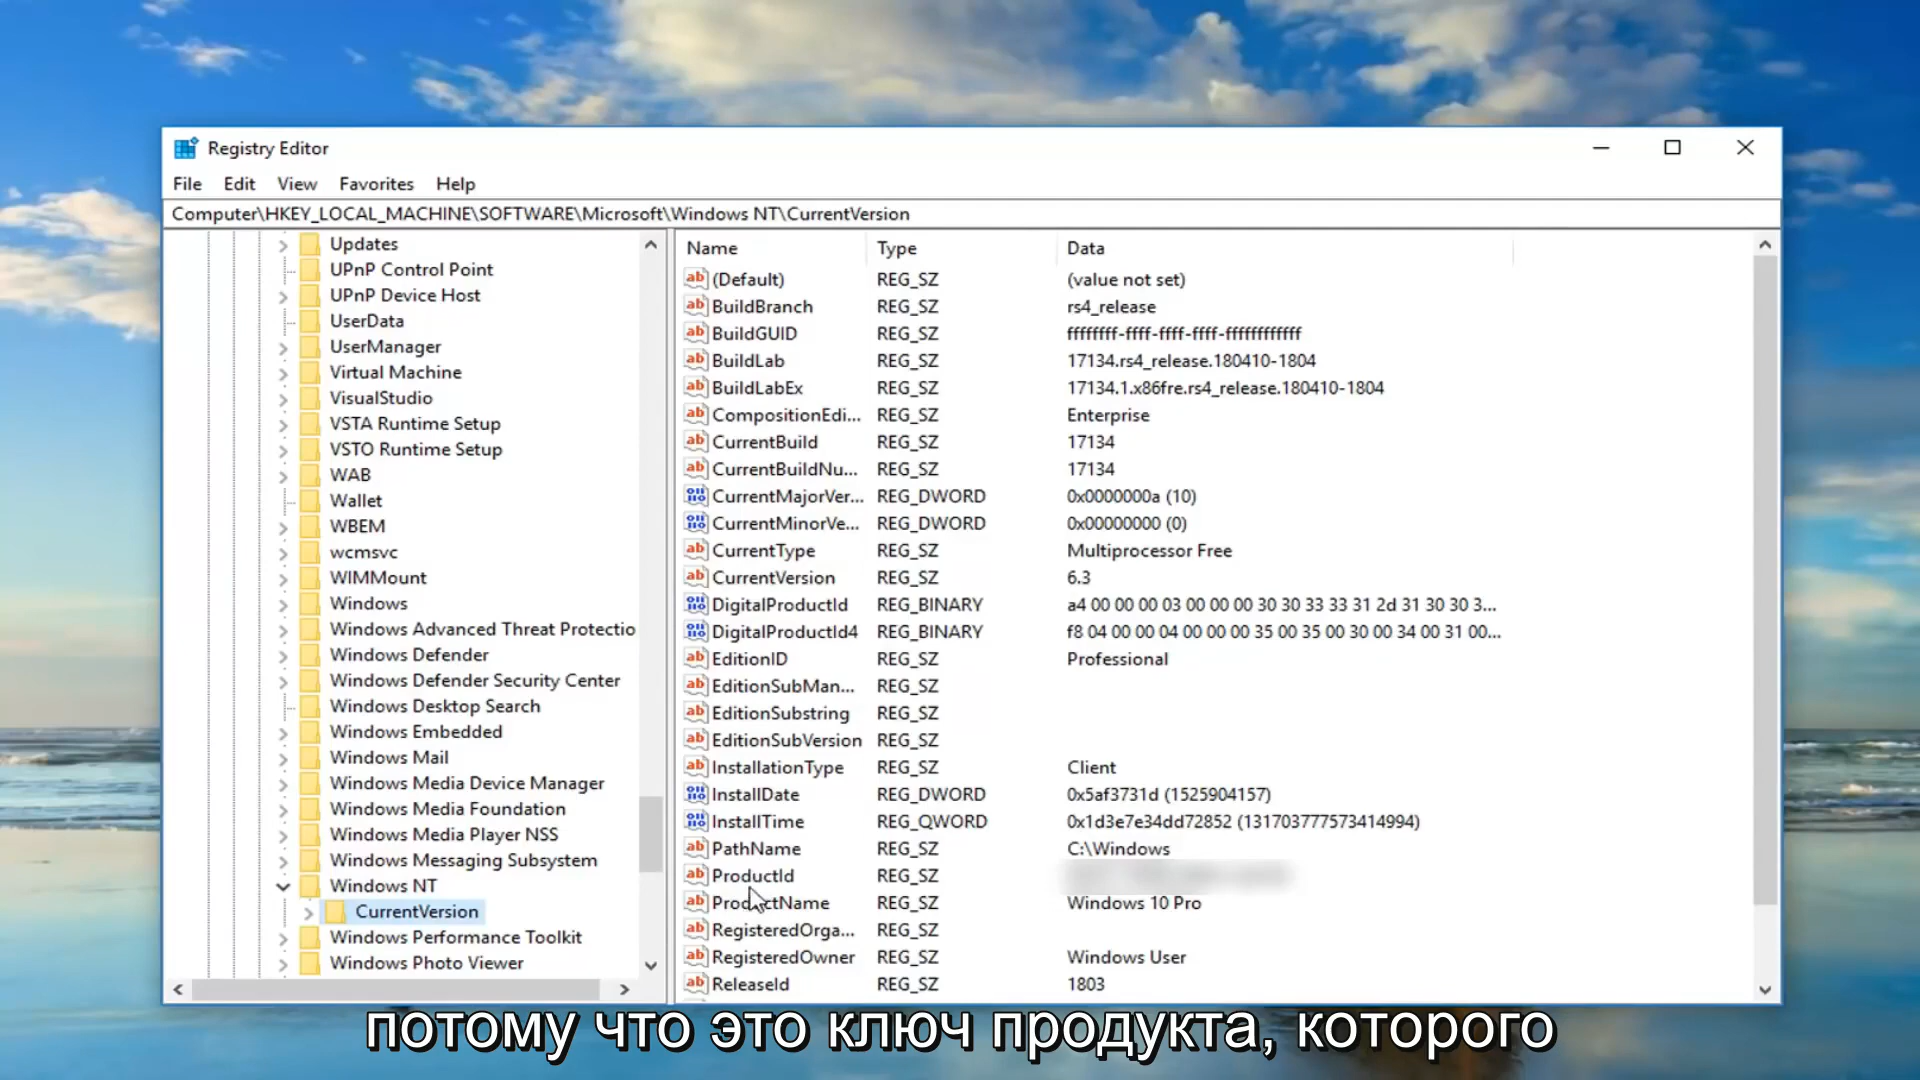 Registry Editor
File Edit View Favorites Help
Computer\HKEY_LOCAL_MACHINE\SOFTWARE\Microsoft\Windows NT\CurrentVersion
Updates
UPnP Control Point
UPnP Device Host
UserData
UserManager
Virtual Machine
VisualStudio
VSTA Runtime Setup
VSTO Runtime Setup
WAB
Wallet
WBEM
wcmsvc
WIMMount
Windows
Windows Advanced Threat Protectio
Windows Defender
Windows Defender Security Center
Windows Desktop Search
Windows Embedded
Windows Mail
Windows Media Device Manager
Windows Media Foundation
Windows Media Player NSS
Windows Messaging Subsystem
Windows NT
CurrentVersion
Windows Performance Toolkit
Windows Photo Viewer
Name Type Data
(Default) REG_SZ (value not set)
BuildBranch REG_SZ rs4_release
BuildGUID REG_SZ ffffffff-ffff-ffff-ffff-ffffffffffff
BuildLab REG_SZ 17134.rs4_release.180410-1804
BuildLabEx REG_SZ 17134.1.x86fre.rs4_release.180410-1804
CompositionEdi... REG_SZ Enterprise
CurrentBuild REG_SZ 17134
CurrentBuildNu... REG_SZ 17134
CurrentMajorVer... REG_DWORD 0x0000000a (10)
CurrentMinorVe... REG_DWORD 0x00000000 (0)
CurrentType REG_SZ Multiprocessor Free
CurrentVersion REG_SZ 6.3
DigitalProductId REG_BINARY a4 00 00 00 03 00 00 00 30 30 33 33 31 2d 31 30 30 3...
DigitalProductId4 REG_BINARY f8 04 00 00 04 00 00 00 35 00 35 00 30 00 34 00 31 00...
EditionID REG_SZ Professional
EditionSubMan... REG_SZ
EditionSubstring REG_SZ
EditionSubVersion REG_SZ
InstallationType REG_SZ Client
InstallDate REG_DWORD 0x5af3731d (1525904157)
InstallTime REG_QWORD 0x1d3e7e34dd72852 (131703777573414994)
PathName REG_SZ C:\Windows
ProductId REG_SZ
ProductName REG_SZ Windows 10 Pro
RegisteredOrga... REG_SZ
RegisteredOwner REG_SZ Windows User
ReleaseId REG_SZ 1803
потому что это ключ продукта, которого